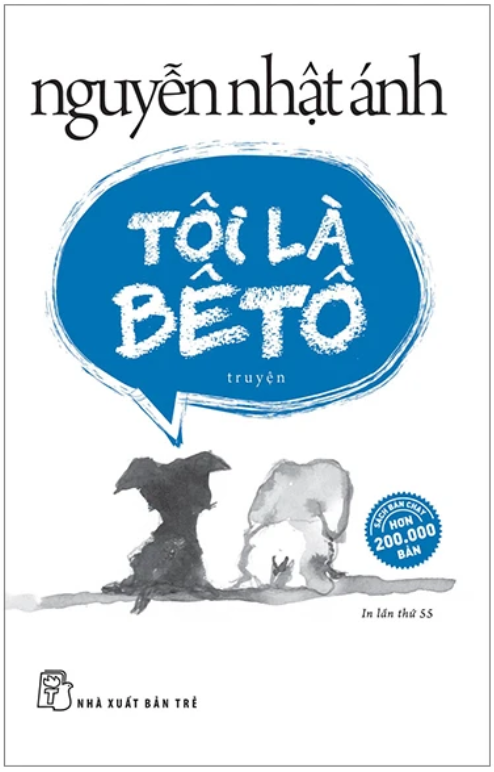 nguyễn nhật ánh
TÔI LÀ
BÊTÔ
truyện
SÁCH BÁN CHẠY
HƠN
200.000
BẢN
In lần thứ 55
NHÀ XUẤT BẢN TRẺ